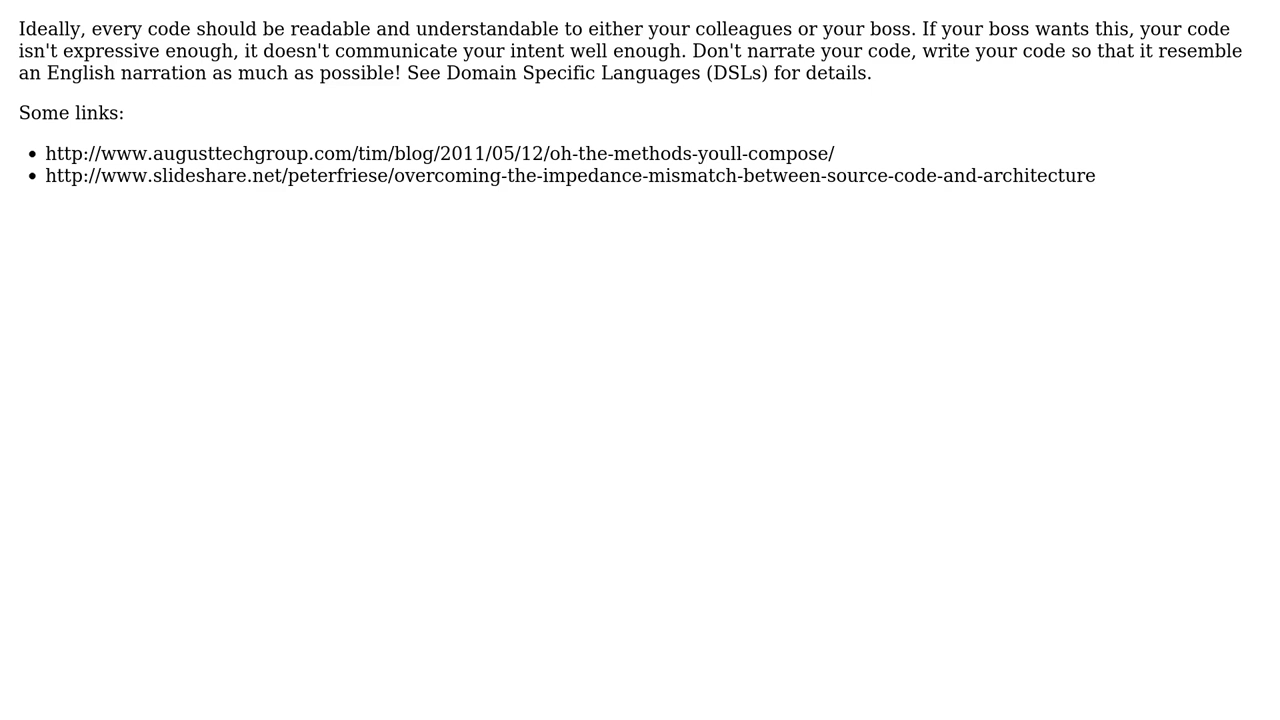 Ideally, every code should be readable and understandable to either your colleagues or your boss. If your boss wants this, your code
isn't expressive enough, it doesn't communicate your intent well enough. Don't narrate your code, write your code so that it resemble
an English narration as much as possible! See Domain Specific Languages (DSLs) for details.
Some links:
• http://www.augusttechgroup.com/tim/blog/2011/05/12/oh-the-methods-youll-compose/
• http://www.slideshare.net/peterfriese/overcoming-the-impedance-mismatch-between-source-code-and-architecture